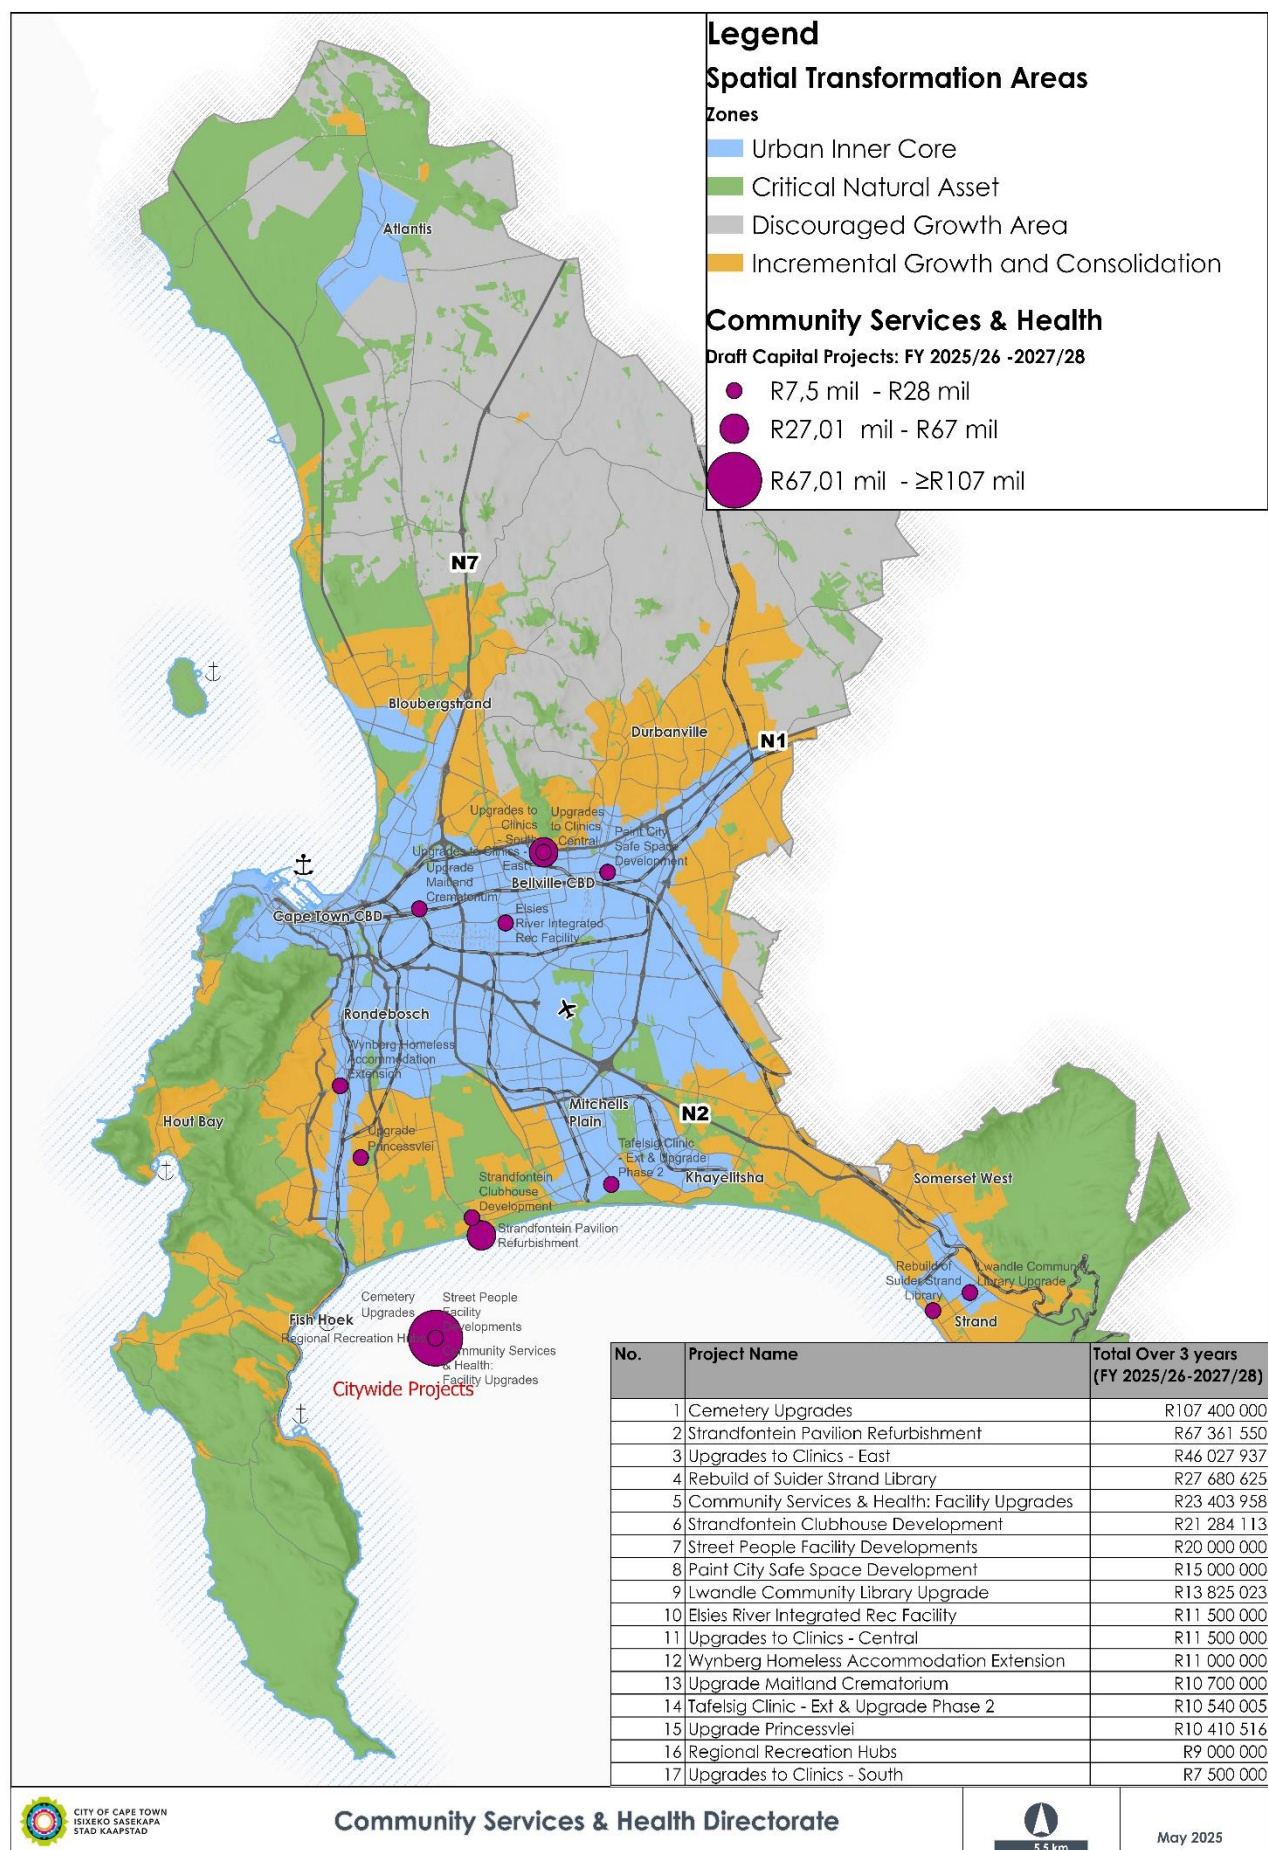 Legend
Spatial Transformation Areas
Zones
Urban Inner Core
Critical Natural Asset
Discouraged Growth Area
Incremental Growth and Consolidation
Community Services & Health
Draft Capital Projects: FY 2025/26 -2027/28
R7,5 mil - R28 mil
R27,01 mil - R67 mil
R67,01 mil - ≥R107 mil
Atlantis
N7
Bloubergstrand
Durbanville
N1
Upgrades to
Clinics
- South
Upgrades
to Clinics
- Central
Paint City
Safe Space
Development
Upgrades to Clinics -
East
Upgrade
Maitland
Crematorium
Bellville CBD
Elsies
River Integrated
Rec Facility
Cape Town CBD
Rondebosch
Wynberg Homeless
Accommodation
Extension
Hout Bay
Upgrade
Princessvlei
Mitchells
Plain
N2
Tafelsig Clinic
- Ext & Upgrade
Phase 2
Khayelitsha
Somerset West
Strandfontein
Clubhouse
Development
Strandfontein Pavilion
Refurbishment
Rebuild of
Suider Strand
Library
Lwandle Community
Library Upgrade
Strand
Fish Hoek
Cemetery
Upgrades
Street People
Facility
Developments
Regional Recreation Hubs
Community Services
& Health:
Facility Upgrades
Citywide Projects
No. Project Name Total Over 3 years
(FY 2025/26-2027/28)
1 Cemetery Upgrades R107 400 000
2 Strandfontein Pavilion Refurbishment R67 361 550
3 Upgrades to Clinics - East R46 027 937
4 Rebuild of Suider Strand Library R27 680 625
5 Community Services & Health: Facility Upgrades R23 403 958
6 Strandfontein Clubhouse Development R21 284 113
7 Street People Facility Developments R20 000 000
8 Paint City Safe Space Development R15 000 000
9 Lwandle Community Library Upgrade R13 825 023
10 Elsies River Integrated Rec Facility R11 500 000
11 Upgrades to Clinics - Central R11 500 000
12 Wynberg Homeless Accommodation Extension R11 000 000
13 Upgrade Maitland Crematorium R10 700 000
14 Tafelsig Clinic - Ext & Upgrade Phase 2 R10 540 005
15 Upgrade Princessvlei R10 410 516
16 Regional Recreation Hubs R9 000 000
17 Upgrades to Clinics - South R7 500 000
CITY OF CAPE TOWN
ISIXEKO SASEKAPA
STAD KAAPSTAD
Community Services & Health Directorate
5.5 km
May 2025